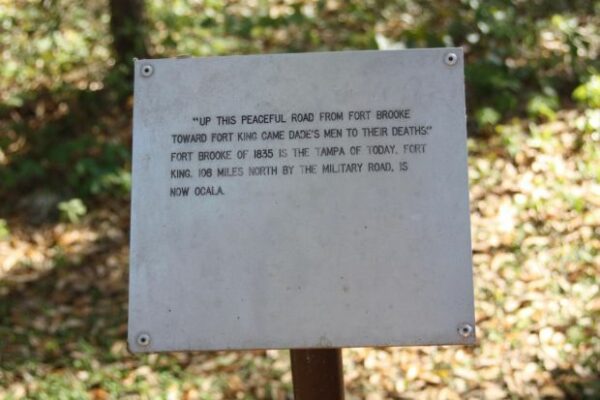 "UP THIS PEACEFUL ROAD FROM FORT BROOKE
TOWARD FORT KING CAME DADE'S MEN TO THEIR DEATHS."
FORT BROOKE OF 1835 IS THE TAMPA OF TODAY. FORT
KING, 108 MILES NORTH BY THE MILITARY ROAD, IS
NOW OCALA.